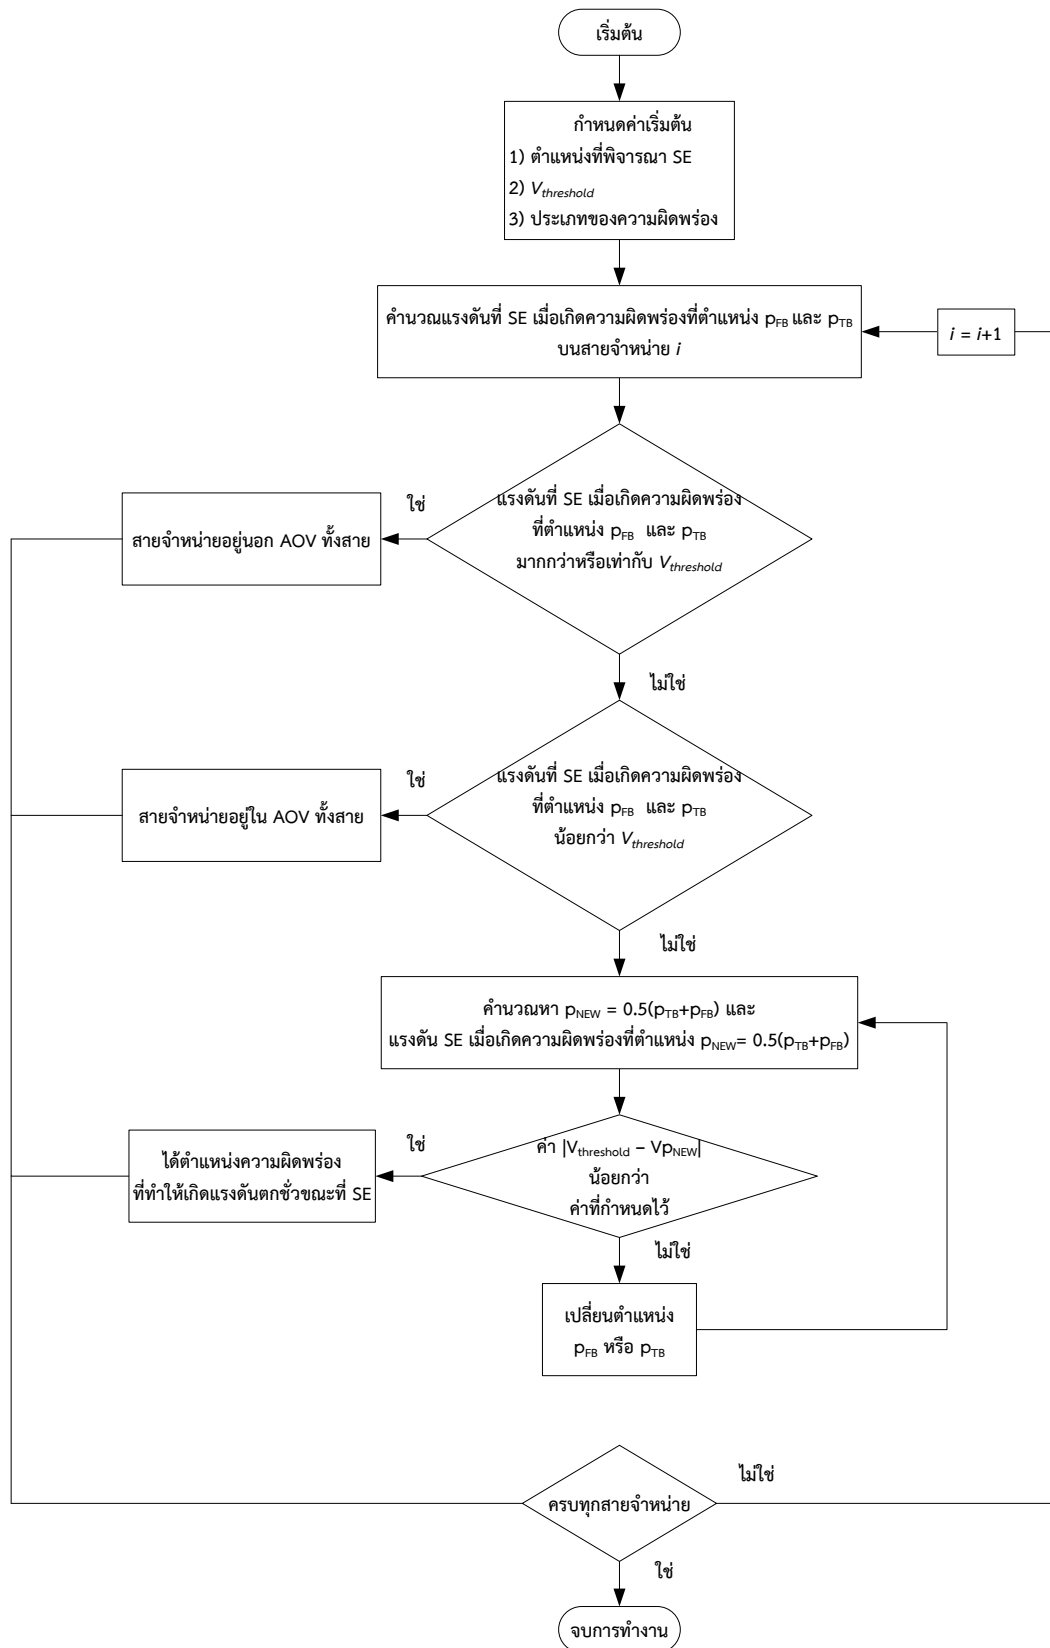 เริ่มต้น
กำหนดค่าเริ่มต้น
1) ตำแหน่งที่พิจารณา SE
2) Vthreshold
3) ประเภทของความผิดพร่อง
คำนวณแรงดันที่ SE เมื่อเกิดความผิดพร่องที่ตำแหน่ง pFB และ pTB
บนสายจำหน่าย i
i = i+1
แรงดันที่ SE เมื่อเกิดความผิดพร่อง
ที่ตำแหน่ง pFB และ pTB
มากกว่าหรือเท่ากับ Vthreshold
ใช่
สายจำหน่ายอยู่นอก AOV ทั้งสาย
ไม่ใช่
แรงดันที่ SE เมื่อเกิดความผิดพร่อง
ที่ตำแหน่ง pFB และ pTB
น้อยกว่า Vthreshold
ใช่
สายจำหน่ายอยู่ใน AOV ทั้งสาย
ไม่ใช่
คำนวณหา pNEW = 0.5(pTB+pFB) และ
แรงดัน SE เมื่อเกิดความผิดพร่องที่ตำแหน่ง pNEW= 0.5(pTB+pFB)
ค่า |Vthreshold – VpNEW|
น้อยกว่า
ค่าที่กำหนดไว้
ใช่
ได้ตำแหน่งความผิดพร่อง
ที่ทำให้เกิดแรงดันตกชั่วขณะที่ SE
ไม่ใช่
เปลี่ยนตำแหน่ง
pFB หรือ pTB
ครบทุกสายจำหน่าย
ไม่ใช่
ใช่
จบการทำงาน